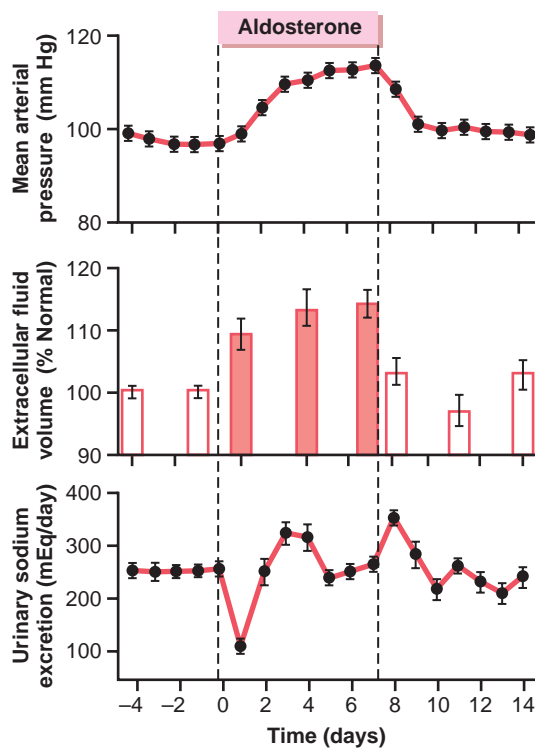 Aldosterone
Mean arterial
pressure (mm Hg)
120
100
80
Extracellular fluid
volume (% Normal)
120
110
100
90
Urinary sodium
excretion (mEq/day)
400
300
200
100
–4 –2 0 2 4 6 8 10 12 14
Time (days)